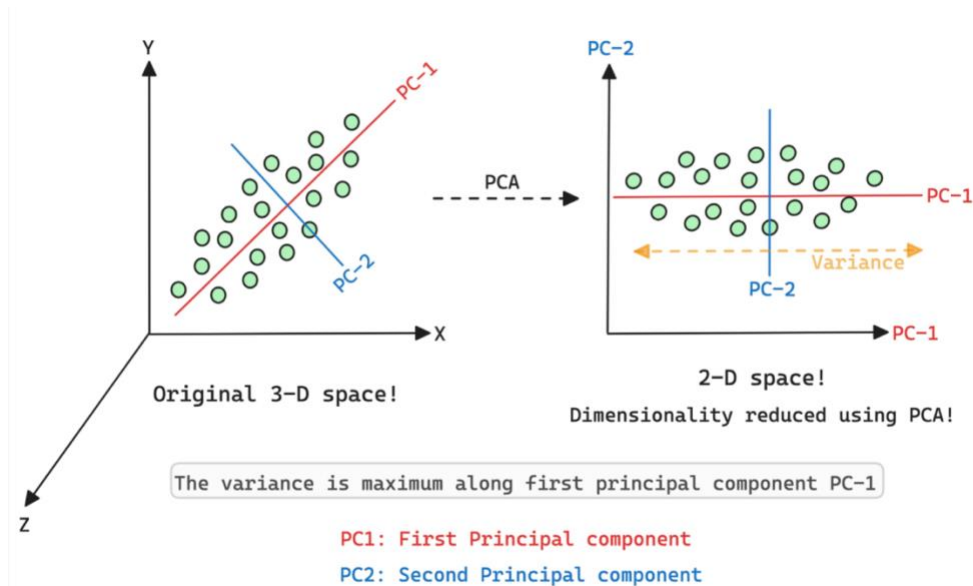 Y
PC-1
PC-2
X
Z
Original 3-D space!
PCA
PC-2
PC-1
Variance
PC-2
PC-1
2-D space!
Dimensionality reduced using PCA!
The variance is maximum along first principal component PC-1
PC1: First Principal component
PC2: Second Principal component